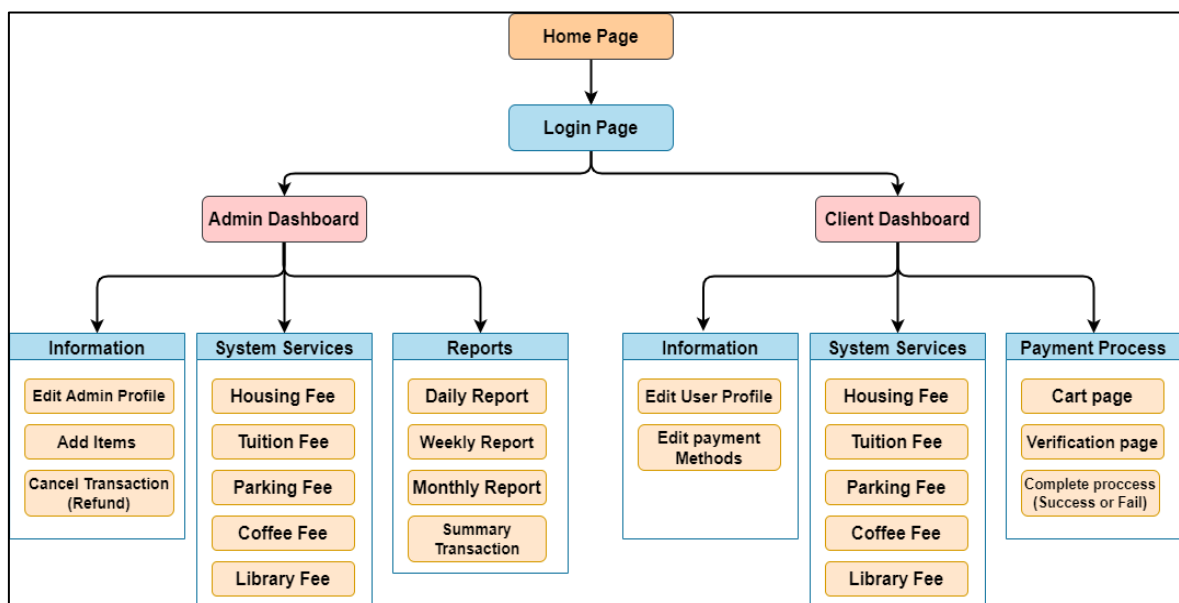 Home Page
Login Page
Admin Dashboard
Client Dashboard
Information
Edit Admin Profile
Add Items
Cancel Transaction
(Refund)
System Services
Housing Fee
Tuition Fee
Parking Fee
Coffee Fee
Library Fee
Reports
Daily Report
Weekly Report
Monthly Report
Summary
Transaction
Information
Edit User Profile
Edit payment
Methods
System Services
Housing Fee
Tuition Fee
Parking Fee
Coffee Fee
Library Fee
Payment Process
Cart page
Verification page
Complete proccess
(Success or Fail)